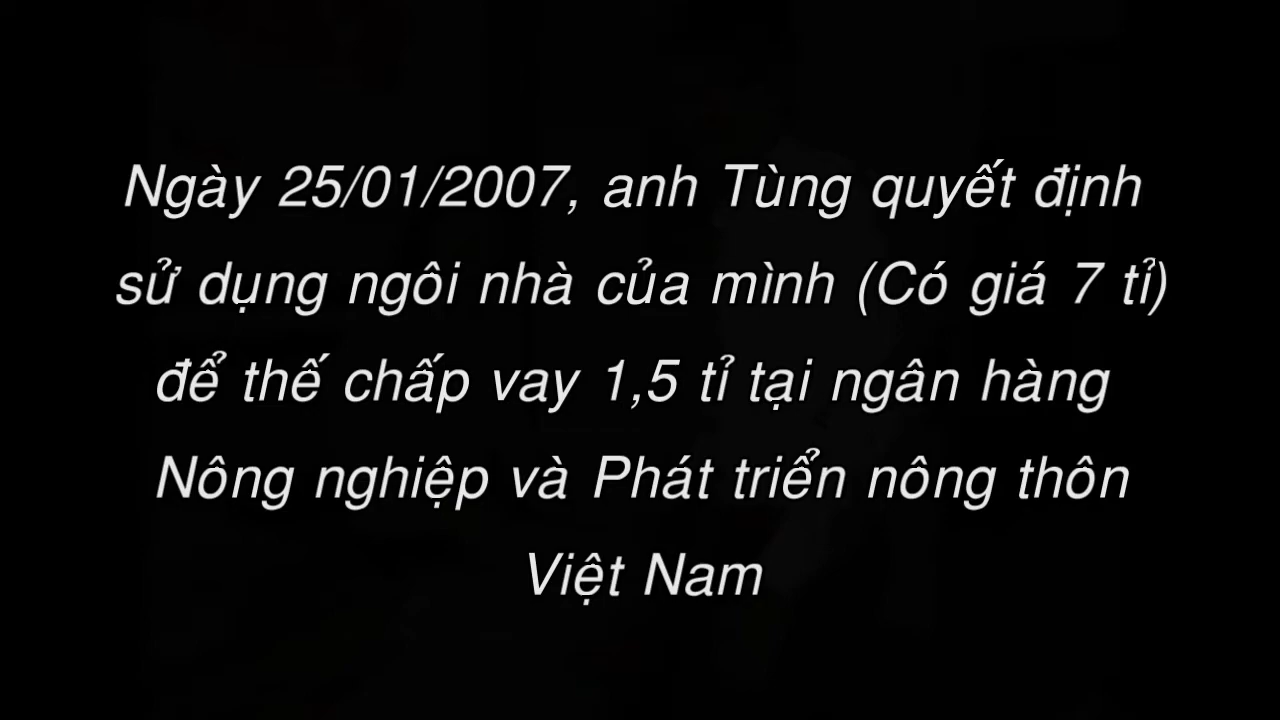 Ngày 25/01/2007, anh Tùng quyết định
sử dụng ngôi nhà của mình (Có giá 7 tỉ)
để thế chấp vay 1,5 tỉ tại ngân hàng
Nông nghiệp và Phát triển nông thôn
Việt Nam